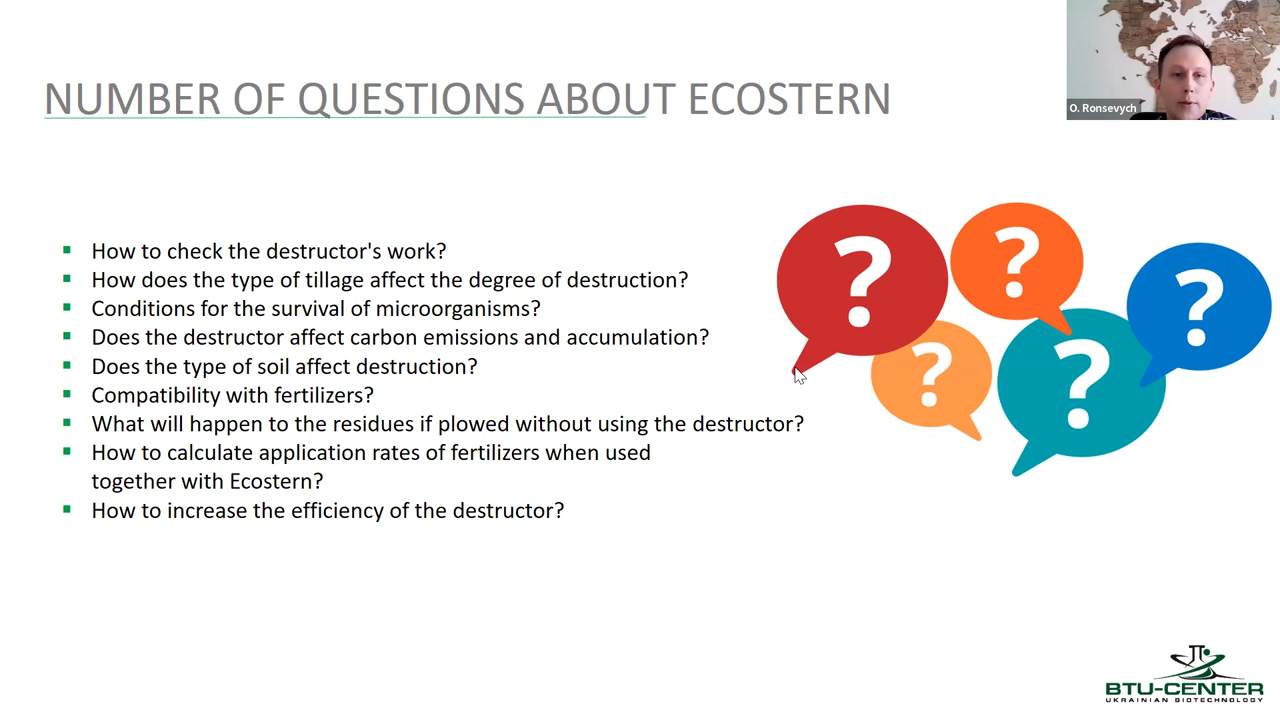 NUMBER OF QUESTIONS ABOUT ECOSTERN
O. Ronsevych
How to check the destructor's work?
How does the type of tillage affect the degree of destruction?
Conditions for the survival of microorganisms?
Does the destructor affect carbon emissions and accumulation?
Does the type of soil affect destruction?
Compatibility with fertilizers?
What will happen to the residues if plowed without using the destructor?
How to calculate application rates of fertilizers when used
together with Ecostern?
How to increase the efficiency of the destructor?
? ? ? ? ?
BTU-CENTER
UKRAINIAN BIOTECHNOLOGY